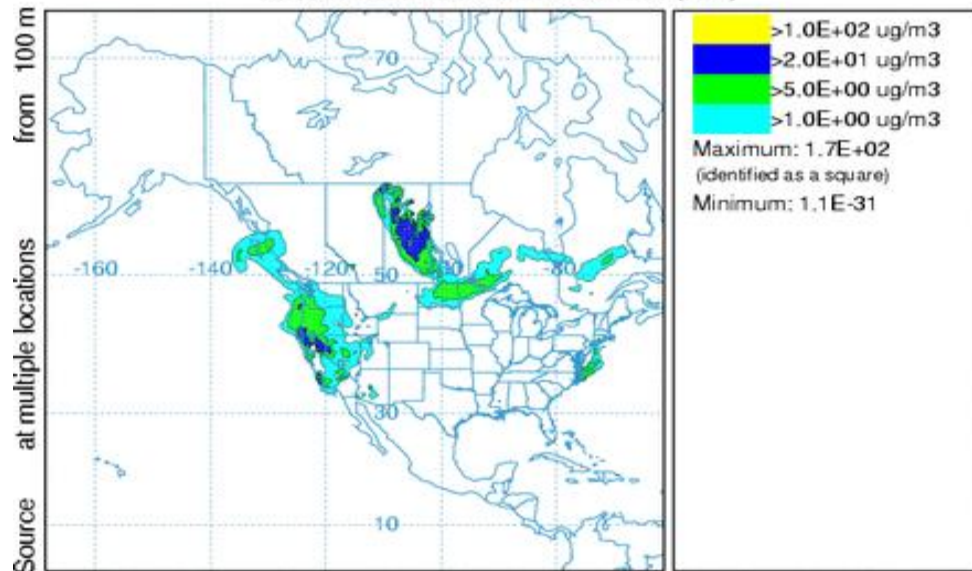 Source at multiple locations from 100 m
70
-160
-140
-120
50
-80
30
10
>1.0E+02 ug/m3
>2.0E+01 ug/m3
>5.0E+00 ug/m3
>1.0E+00 ug/m3
Maximum: 1.7E+02
(identified as a square)
Minimum: 1.1E-31